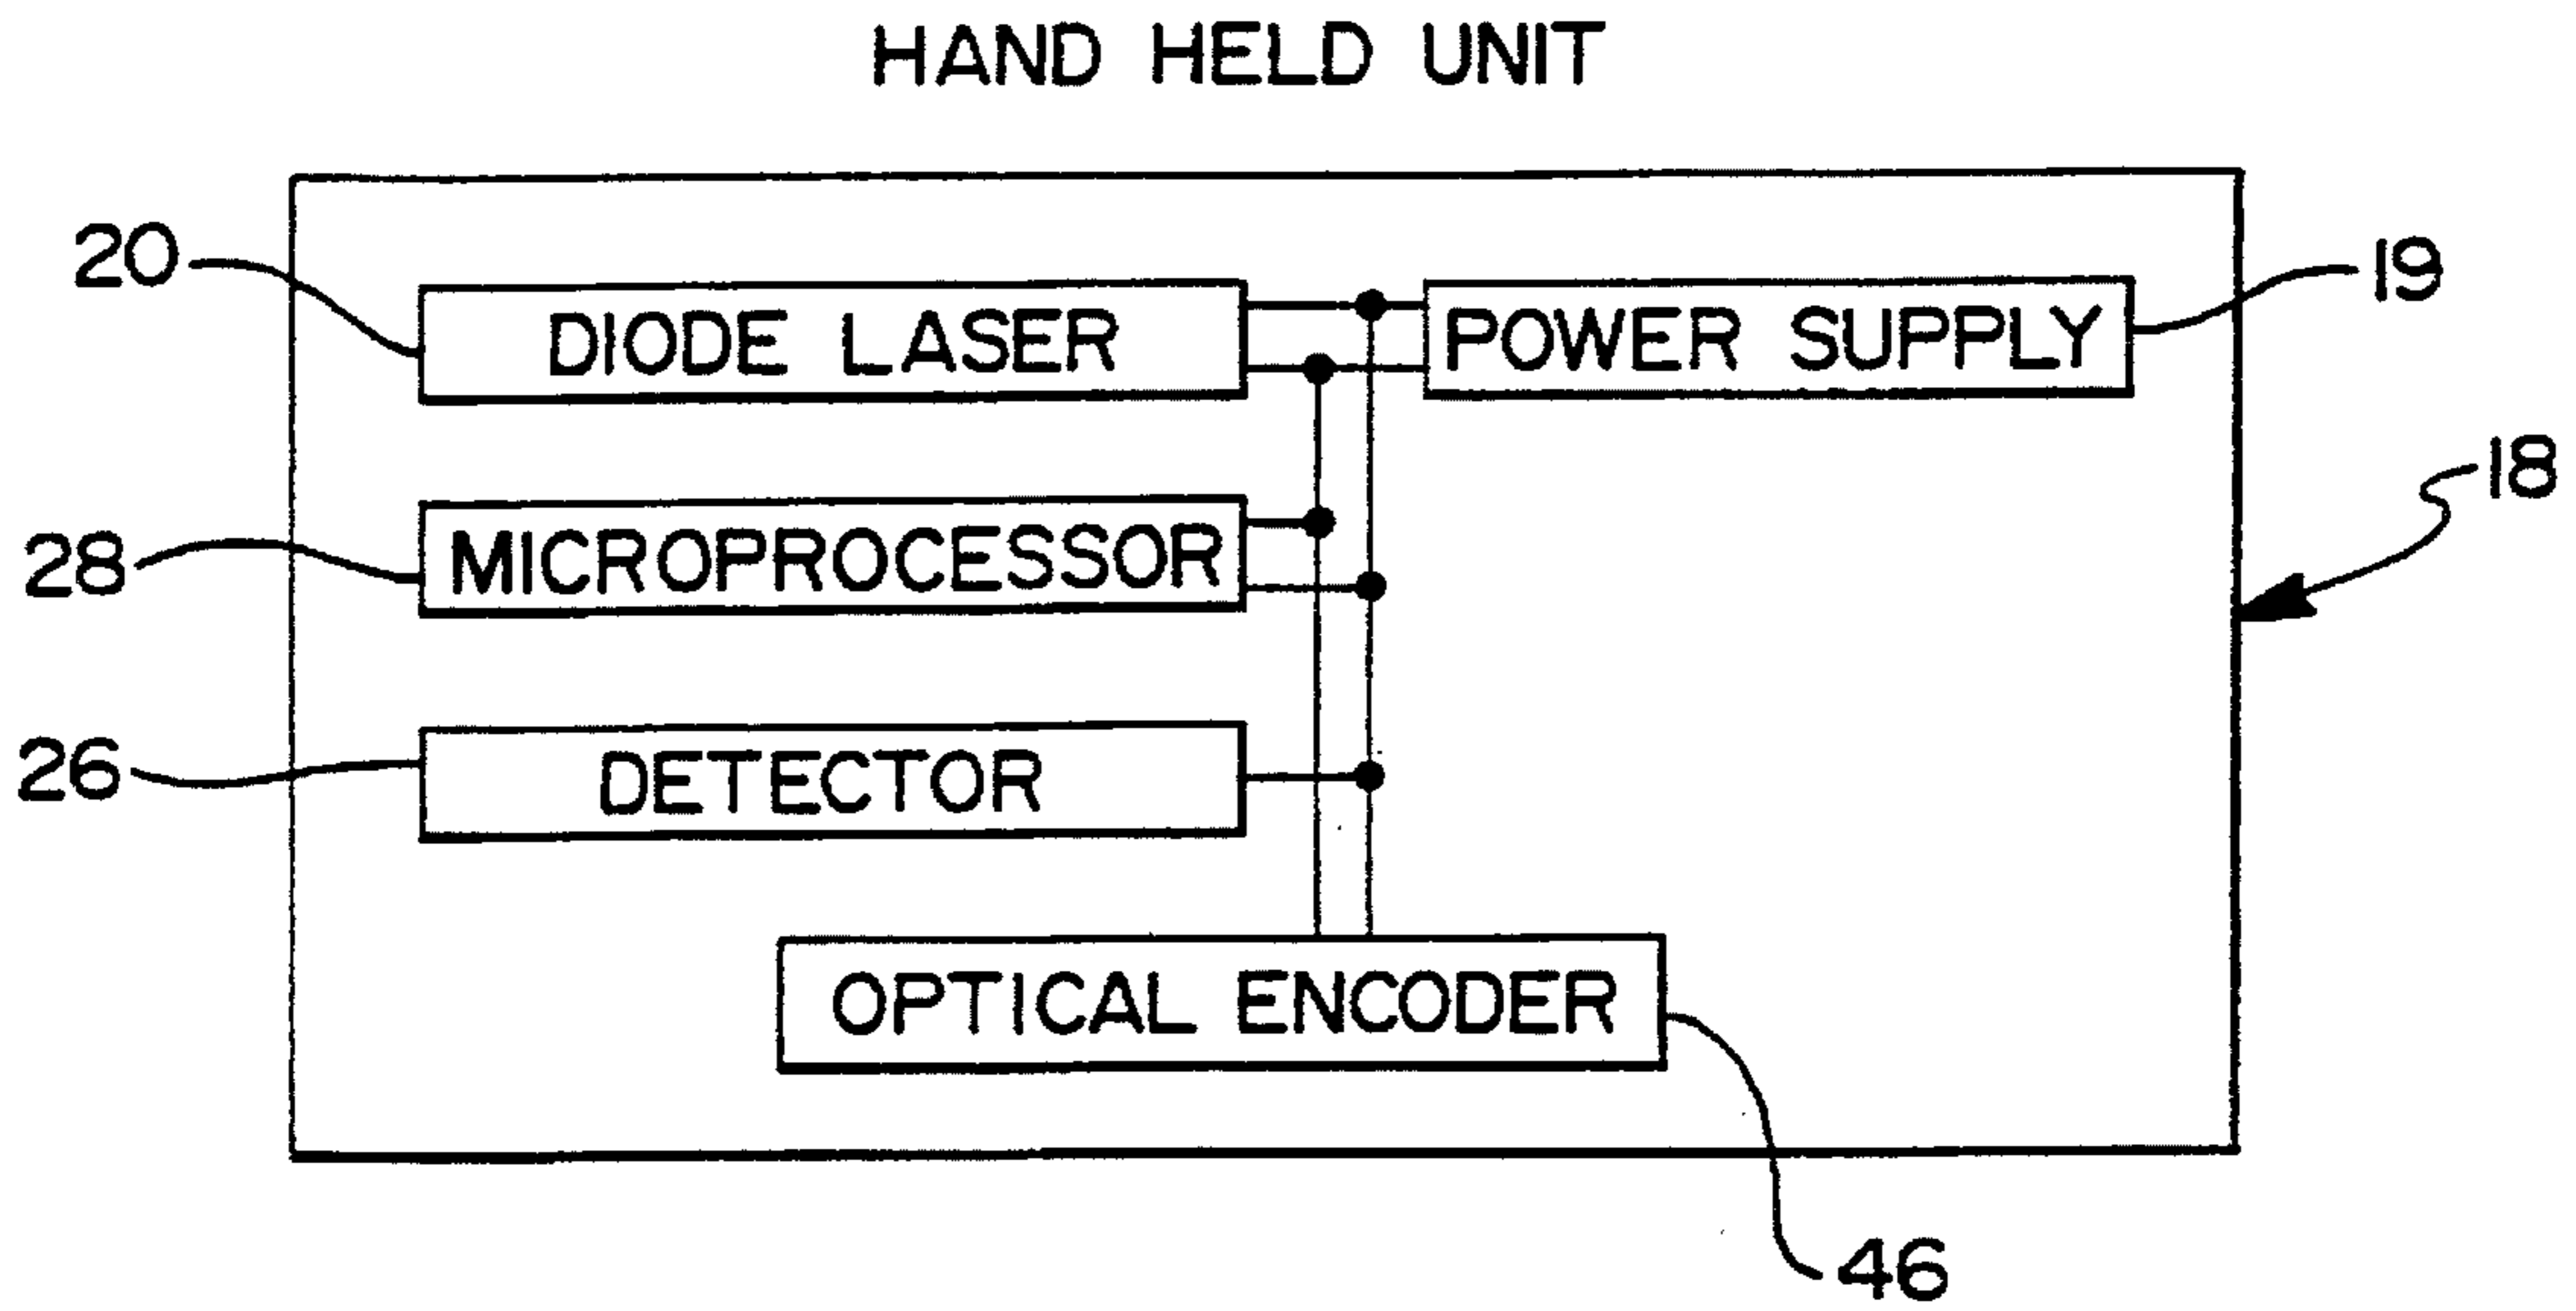 HAND HELD UNIT
20
DIODE LASER
POWER SUPPLY
19
18
28
MICROPROCESSOR
26
DETECTOR
OPTICAL ENCODER
46